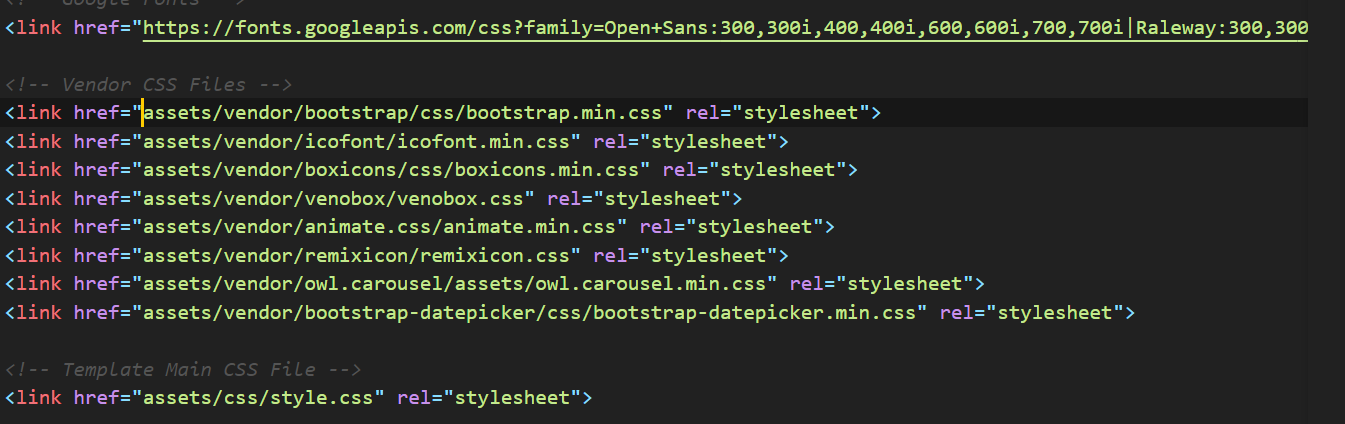 <!-- Google Fonts -->
<link href="https://fonts.googleapis.com/css?family=Open+Sans:300,300i,400,400i,600,600i,700,700i|Raleway:300,300
<!-- Vendor CSS Files -->
<link href="assets/vendor/bootstrap/css/bootstrap.min.css" rel="stylesheet">
<link href="assets/vendor/icofont/icofont.min.css" rel="stylesheet">
<link href="assets/vendor/boxicons/css/boxicons.min.css" rel="stylesheet">
<link href="assets/vendor/venobox/venobox.css" rel="stylesheet">
<link href="assets/vendor/animate.css/animate.min.css" rel="stylesheet">
<link href="assets/vendor/remixicon/remixicon.css" rel="stylesheet">
<link href="assets/vendor/owl.carousel/assets/owl.carousel.min.css" rel="stylesheet">
<link href="assets/vendor/bootstrap-datepicker/css/bootstrap-datepicker.min.css" rel="stylesheet">
<!-- Template Main CSS File -->
<link href="assets/css/style.css" rel="stylesheet">